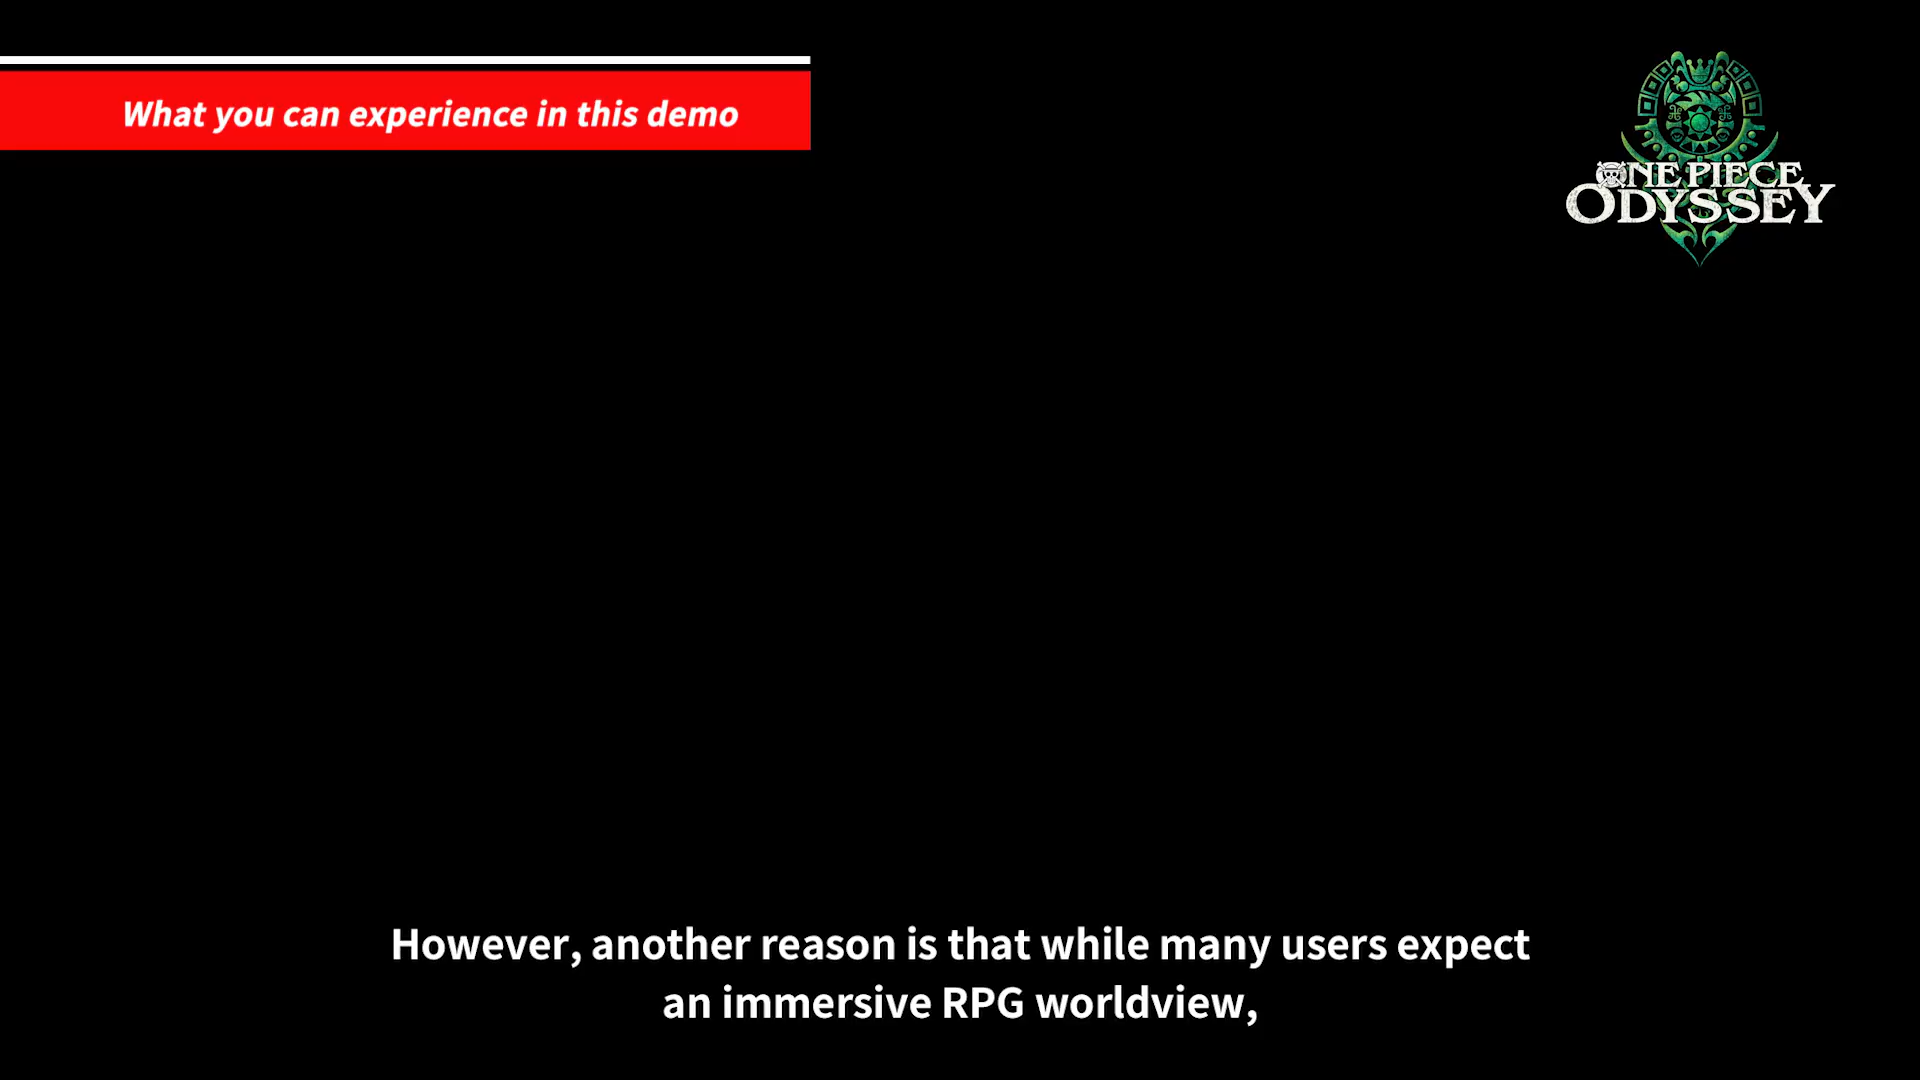 What you can experience in this demo
ONE PIECE
ODYSSEY
However, another reason is that while many users expect
an immersive RPG worldview,